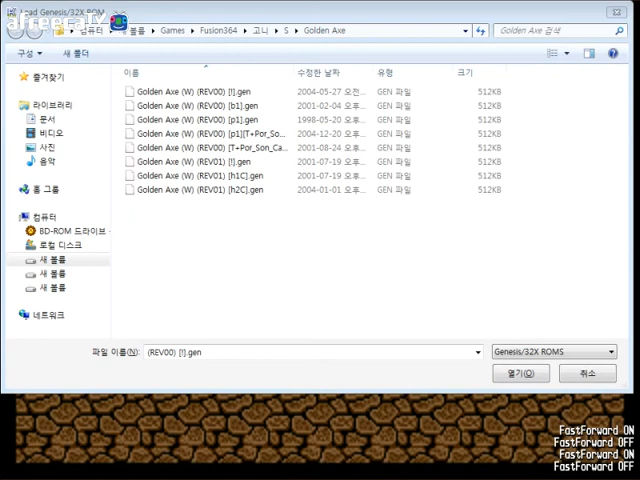 Load Genesis/32X ROM
afreecaTV
컴퓨터 ▸ 새 볼륨 ▸ Games ▸ Fusion364 ▸ 고니 ▸ S ▸ Golden Axe
Golden Axe 검색
구성 새 폴더
즐겨찾기
라이브러리
문서
비디오
사진
음악
홈 그룹
컴퓨터
BD-ROM 드라이브
로컬 디스크
새 볼륨
새 볼륨
새 볼륨
네트워크
이름 수정한 날짜 유형 크기
Golden Axe (W) (REV00) [!].gen 2004-05-27 오전... GEN 파일 512KB
Golden Axe (W) (REV00) [b1].gen 2001-02-04 오후... GEN 파일 512KB
Golden Axe (W) (REV00) [p1].gen 1998-05-20 오후... GEN 파일 512KB
Golden Axe (W) (REV00) [p1][T+Por_So... 2004-12-20 오후... GEN 파일 512KB
Golden Axe (W) (REV00) [T+Por_Son_Ca... 2001-08-24 오후... GEN 파일 512KB
Golden Axe (W) (REV01) [!].gen 2001-07-19 오후... GEN 파일 512KB
Golden Axe (W) (REV01) [h1C].gen 2001-07-19 오후... GEN 파일 512KB
Golden Axe (W) (REV01) [h2C].gen 2004-01-01 오후... GEN 파일 512KB
파일 이름(N): (REV00) [!].gen
Genesis/32X ROMS
열기(O) 취소
FastForward ON
FastForward OFF
FastForward ON
FastForward OFF